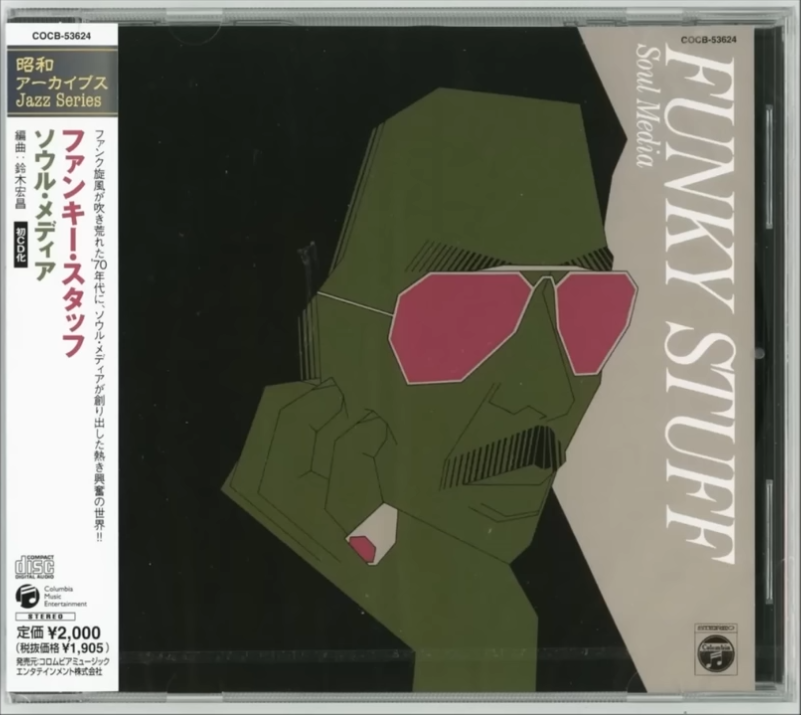 COCB-53624
昭和
アーカイブス
Jazz Series
ファンク旋風が吹き荒れた'70年代に、ソウル・メディアが創り出した熱き興奮の世界!!
ファンキー・スタッフ
ソウル・メディア
編曲:鈴木宏昌
初CD化
COMPACT
disc
DIGITAL AUDIO
Columbia
Music
Entertainment
STEREO
定価 ¥2,000
(税抜価格 ¥1,905)
発売元:コロムビアミュージック
エンタテインメント株式会社
COCB-53624
FUNKY STUFF
Soul Media
STEREO
Columbia